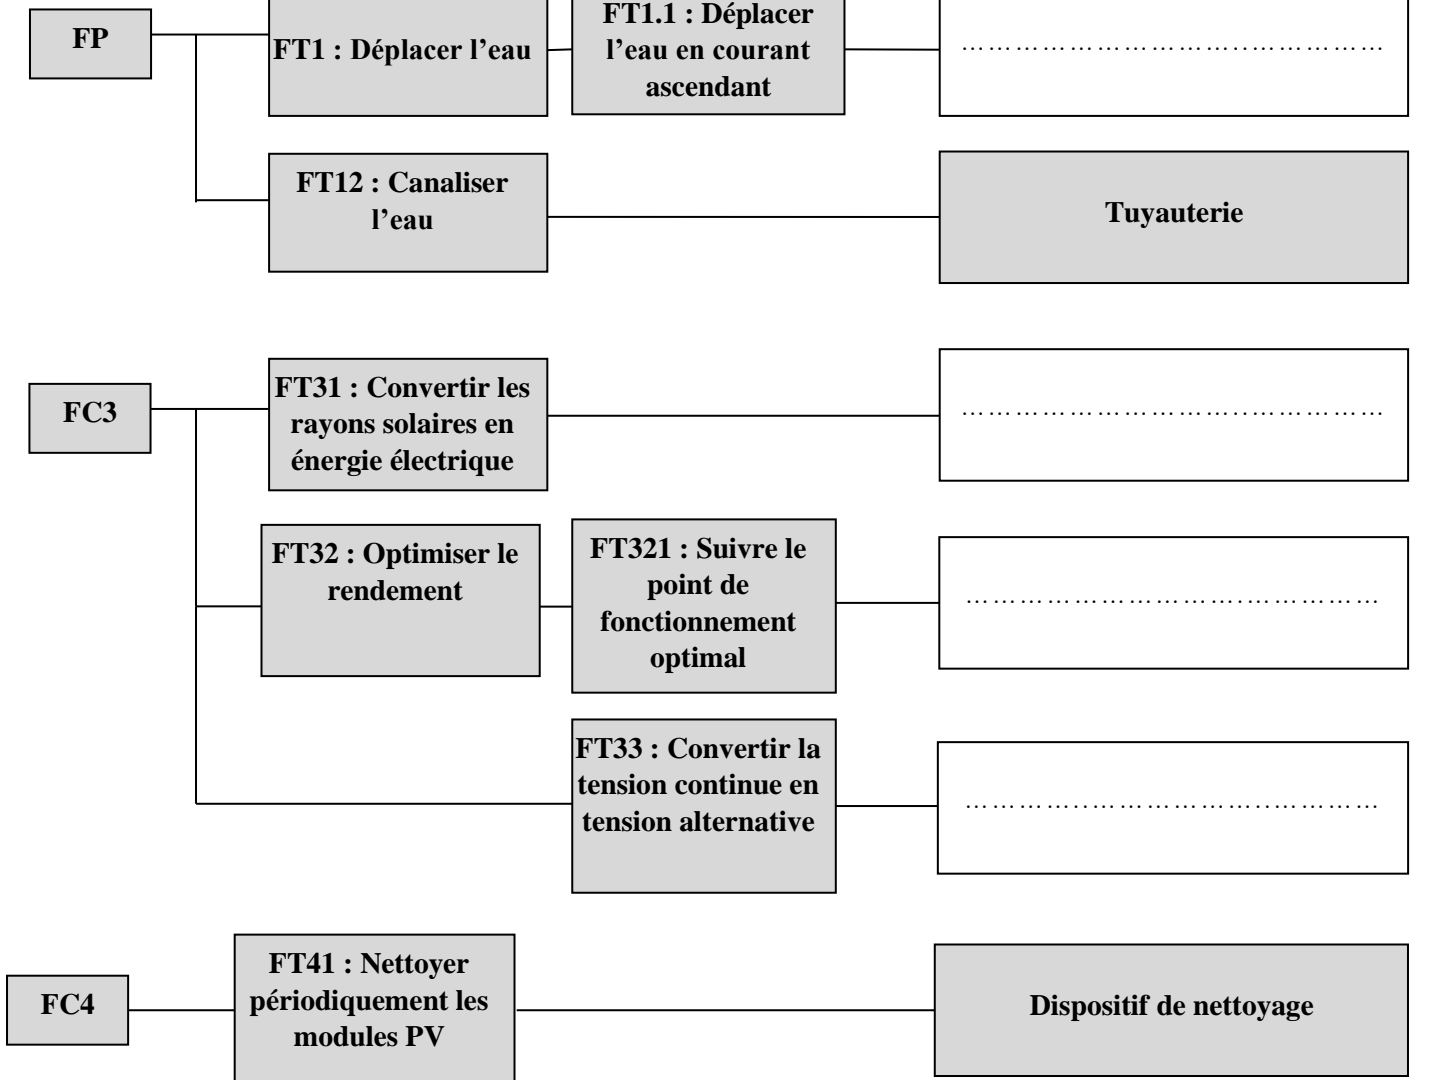 FP
FT1 : Déplacer l’eau
FT1.1 : Déplacer
l’eau en courant
ascendant
……………………………..……………
FT12 : Canaliser
l’eau
Tuyauterie
FC3
FT31 : Convertir les
rayons solaires en
énergie électrique
……………………………..……………
FT32 : Optimiser le
rendement
FT321 : Suivre le
point de
fonctionnement
optimal
………………………….……………
FT33 : Convertir la
tension continue en
tension alternative
…………..………………..…………
FC4
FT41 : Nettoyer
périodiquement les
modules PV
Dispositif de nettoyage